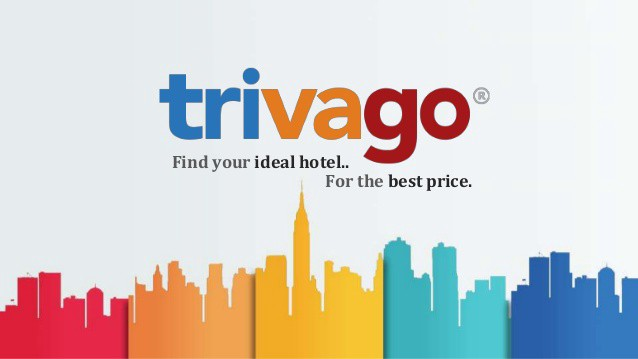 trivago®
Find your ideal hotel..
For the best price.